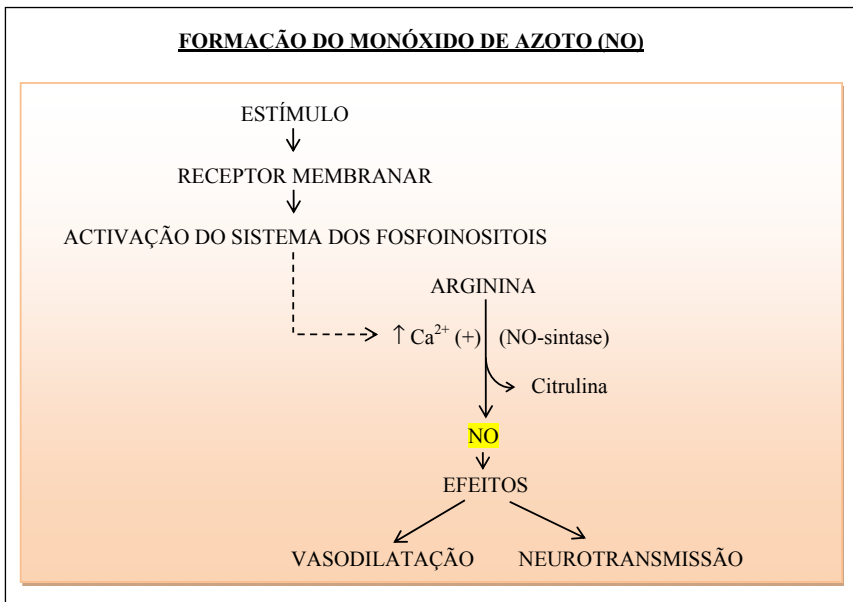 FORMAÇÃO DO MONÓXIDO DE AZOTO (NO)
ESTÍMULO
RECEPTOR MEMBRANAR
ACTIVAÇÃO DO SISTEMA DOS FOSFOINOSITOIS
ARGININA
↑ Ca²⁺ (+) (NO-sintase)
Citrulina
NO
EFEITOS
VASODILATAÇÃO NEUROTRANSMISSÃO